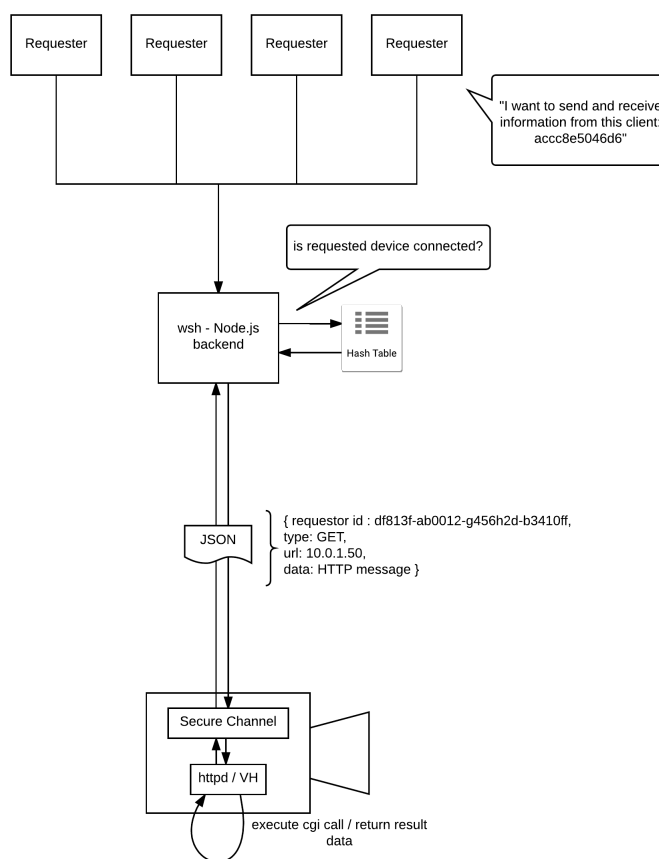 Requester
Requester
Requester
Requester
"I want to send and receive
information from this client:
accc8e5046d6"
is requested device connected?
wsh - Node.js
backend
Hash Table
JSON
{ requestor id : df813f-ab0012-g456h2d-b3410ff,
type: GET,
url: 10.0.1.50,
data: HTTP message }
Secure Channel
httpd / VH
execute cgi call / return result
data